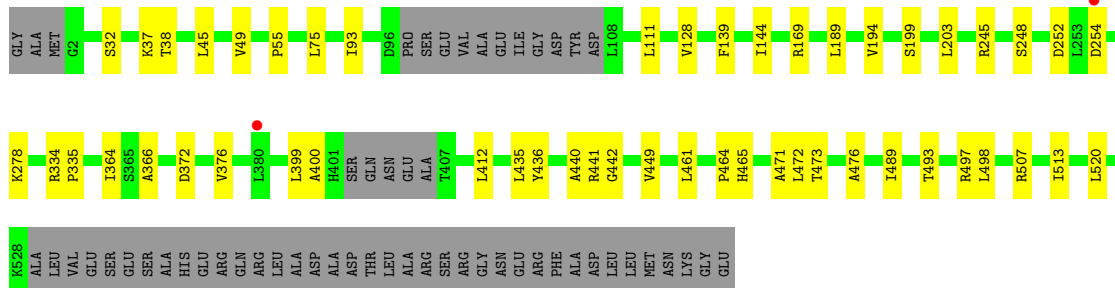 GLY ALA MET G2 S32 K37 T38 L45 V49 P55 L75 I93 D96 PRO SER GLU VAL ALA GLU ILE GLY ASP TYR ASP L108 L111 V128 F139 I144 R169 L189 V194 S199 L203 R245 S248 D252 L253 D254
K278 R334 P335 I364 S365 A366 D372 V376 L380 L399 A400 H401 SER GLN ASN GLU ALA T407 L412 L435 Y436 A440 R441 G442 V449 L461 P464 H465 A471 L472 T473 A476 I489 T493 R497 L498 R507 I513 L520
K528 ALA LEU VAL GLU SER GLU SER ALA HIS GLU ARG GLN ARG LEU ALA ASP ALA ASP THR LEU ALA ARG SER ARG GLY ASN GLU ARG PHE ALA ASP LEU LEU MET ASN LYS GLY GLU